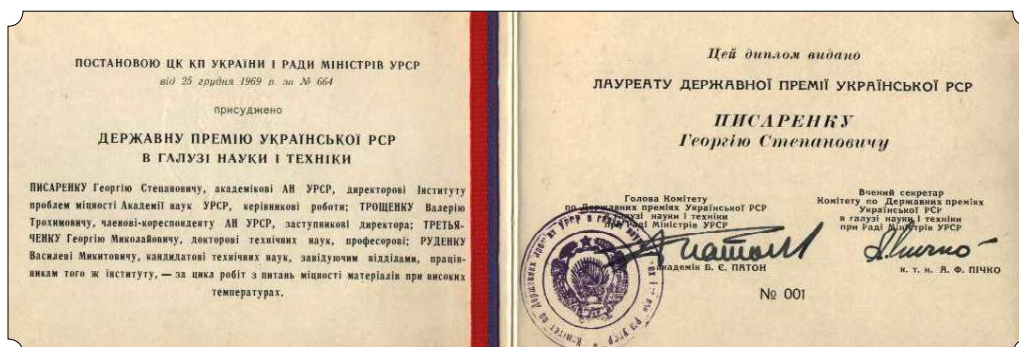 ПОСТАНОВОЮ ЦК КП УКРАЇНИ І РАДИ МІНІСТРІВ УРСР
від 25 грудня 1969 р. за № 664
присуджено
ДЕРЖАВНУ ПРЕМІЮ УКРАЇНСЬКОЇ РСР
В ГАЛУЗІ НАУКИ І ТЕХНІКИ
ПИСАРЕНКУ Георгію Степановичу, академікові АН УРСР, директорові Інституту
проблем міцності Академії наук УРСР, керівникові роботи; ТРОЩЕНКУ Валерію
Трохимовичу, членові-кореспонденту АН УРСР, заступникові директора; ТРЕТЬЯ-
ЧЕНКУ Георгію Миколайовичу, докторові технічних наук, професорові; РУДЕНКУ
Василеві Микитовичу, кандидатові технічних наук, завідуючим відділами, праців-
никам того ж інституту, — за цикл робіт з питань міцності матеріалів при високих
температурах.
Цей диплом видано
ЛАУРЕАТУ ДЕРЖАВНОЇ ПРЕМІЇ УКРАЇНСЬКОЇ РСР
ПИСАРЕНКУ
Георгію Степановичу
Голова Комітету
по Державних преміях Української РСР
в галузі науки і техніки
при Раді Міністрів УРСР
академік Б. Є. ПАТОН
Вчений секретар
Комітету по Державних преміях
Української РСР
в галузі науки і техніки
при Раді Міністрів УРСР
к. т. н. А. Ф. ПІЧКО
№ 001